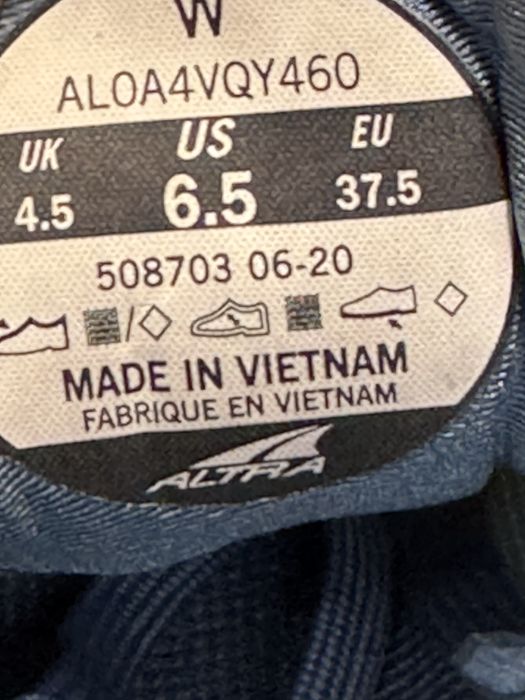 W
AL0A4VQY460
UK US EU
4.5 6.5 37.5
508703 06-20
MADE IN VIETNAM
FABRIQUE EN VIETNAM
ALTRA